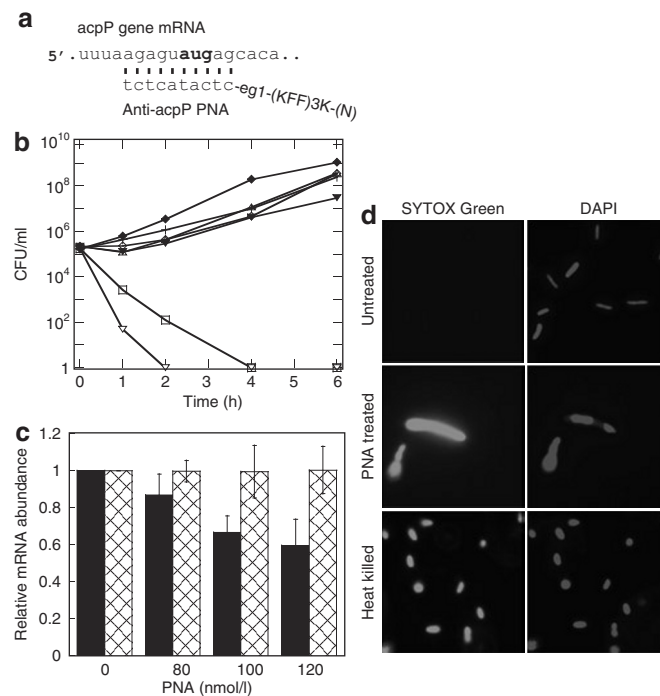 a
acpP gene mRNA
5'.uuuaagaguaugagcaca..
tctcatactc-eg1-(KFF)3K-(N)
Anti-acpP PNA
b
10^10
10^8
10^6
10^4
10^2
1
CFU/ml
0 1 2 3 4 5 6
Time (h)
c
1.2
1
0.8
0.6
0.4
0.2
0
Relative mRNA abundance
0 80 100 120
PNA (nmol/l)
d
SYTOX Green DAPI
Untreated
PNA treated
Heat killed